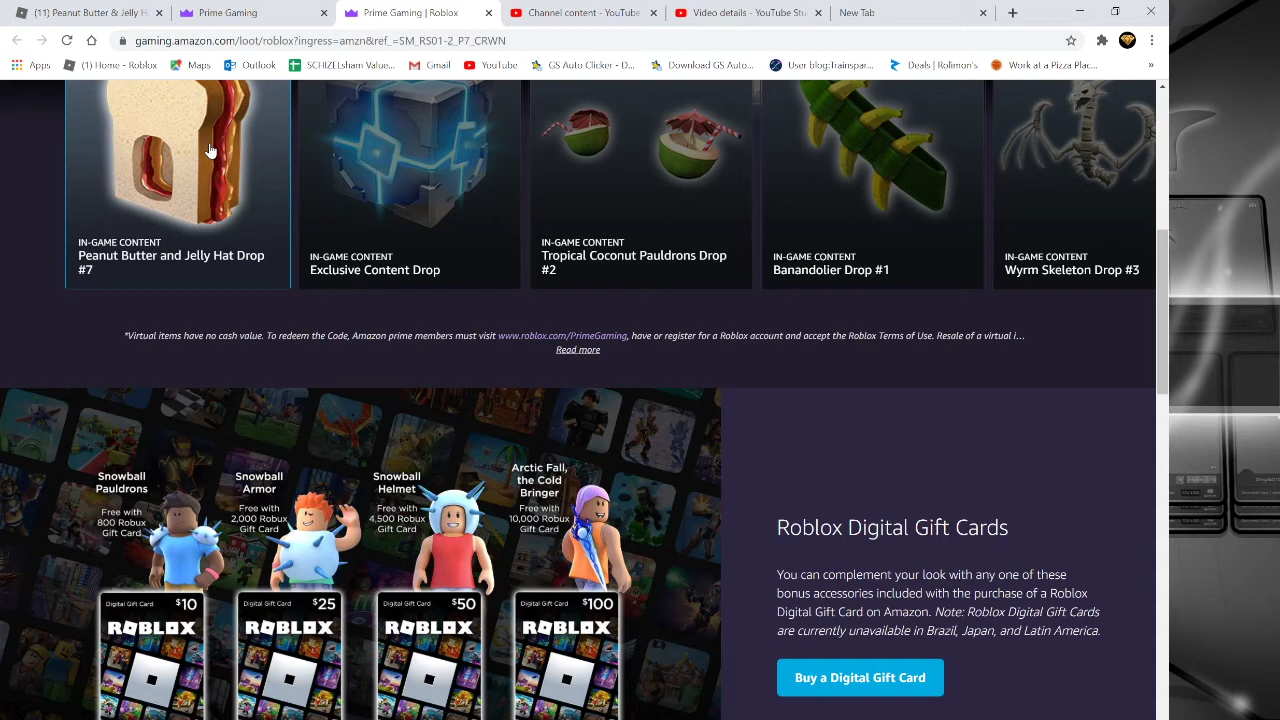 (11) Peanut Butter & Jelly H
Prime Gaming
Prime Gaming | Roblox
Channel content - YouTube
Video details - YouTube Stu
New Tab
gaming.amazon.com/loot/roblox?ingress=amzn&ref_=SM_RS01-2_P7_CRWN
Apps
(1) Home - Roblox
Maps
Outlook
SCHIZELsham Value...
Gmail
YouTube
GS Auto Clicker - D...
Download GS Auto...
User blog:Trainspar...
Deals | Rolimon's
Work at a Pizza Plac...
»
IN-GAME CONTENT
Peanut Butter and Jelly Hat Drop
#7
IN-GAME CONTENT
Exclusive Content Drop
IN-GAME CONTENT
Tropical Coconut Pauldrons Drop
#2
IN-GAME CONTENT
Banandolier Drop #1
IN-GAME CONTENT
Wyrm Skeleton Drop #3
*Virtual items have no cash value. To redeem the Code, Amazon prime members must visit www.roblox.com/PrimeGaming, have or register for a Roblox account and accept the Roblox Terms of Use. Resale of a virtual i...
Read more
Snowball
Pauldrons
Free with
800 Robux
Gift Card
Snowball
Armor
Free with
2,000 Robux
Gift Card
Snowball
Helmet
Free with
4,500 Robux
Gift Card
Arctic Fall,
the Cold
Bringer
Free with
10,000 Robux
Gift Card
Digital Gift Card $10
ROBLOX
Digital Gift Card $25
ROBLOX
Digital Gift Card $50
ROBLOX
Digital Gift Card $100
ROBLOX
Roblox Digital Gift Cards
You can complement your look with any one of these
bonus accessories included with the purchase of a Roblox
Digital Gift Card on Amazon. Note: Roblox Digital Gift Cards
are currently unavailable in Brazil, Japan, and Latin America.
Buy a Digital Gift Card